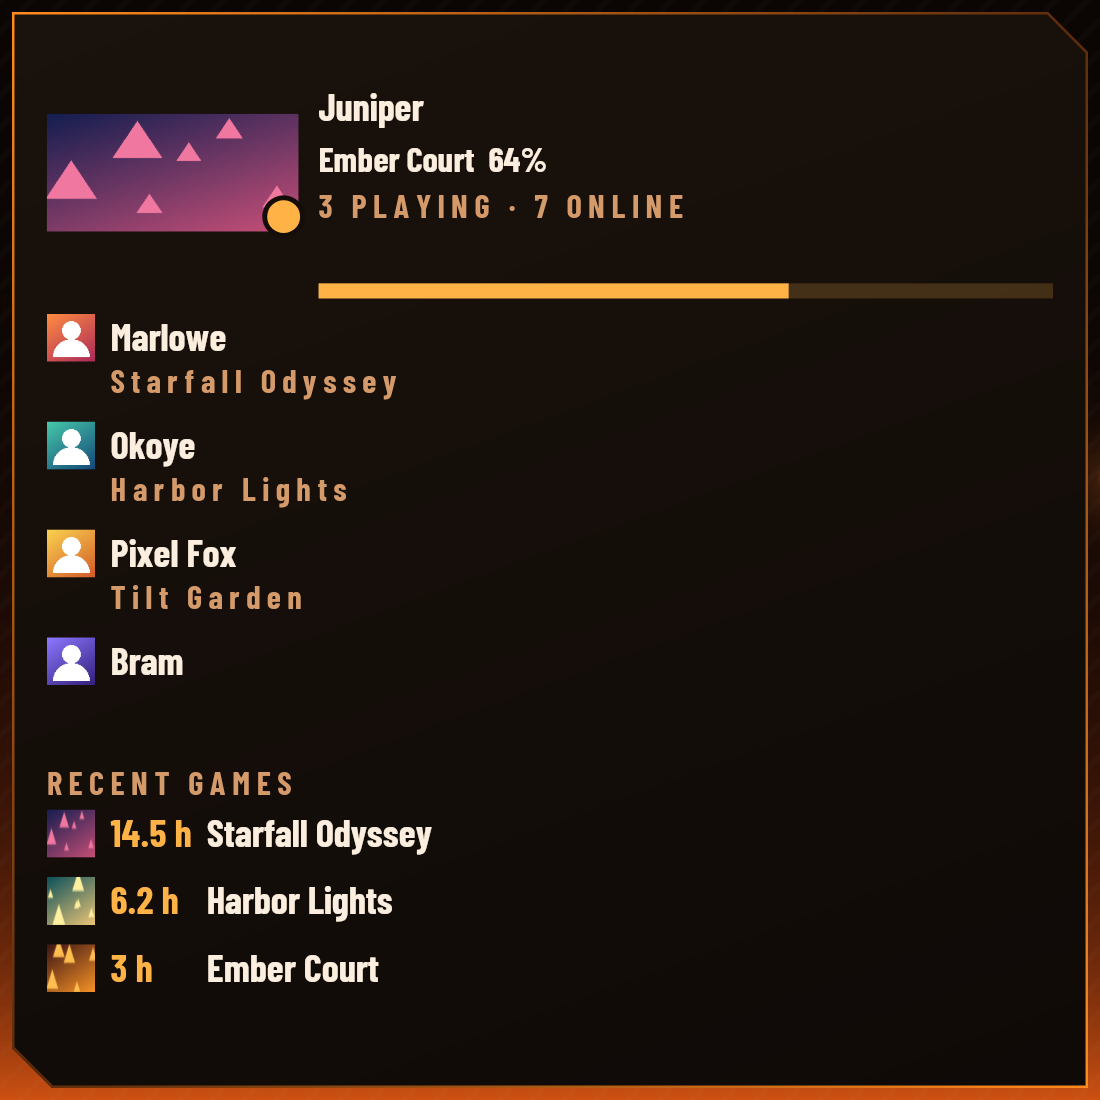 Juniper
Ember Court 64%
3 PLAYING · 7 ONLINE
Marlowe
Starfall Odyssey
Okoye
Harbor Lights
Pixel Fox
Tilt Garden
Bram
RECENT GAMES
14.5 h Starfall Odyssey
6.2 h Harbor Lights
3 h Ember Court